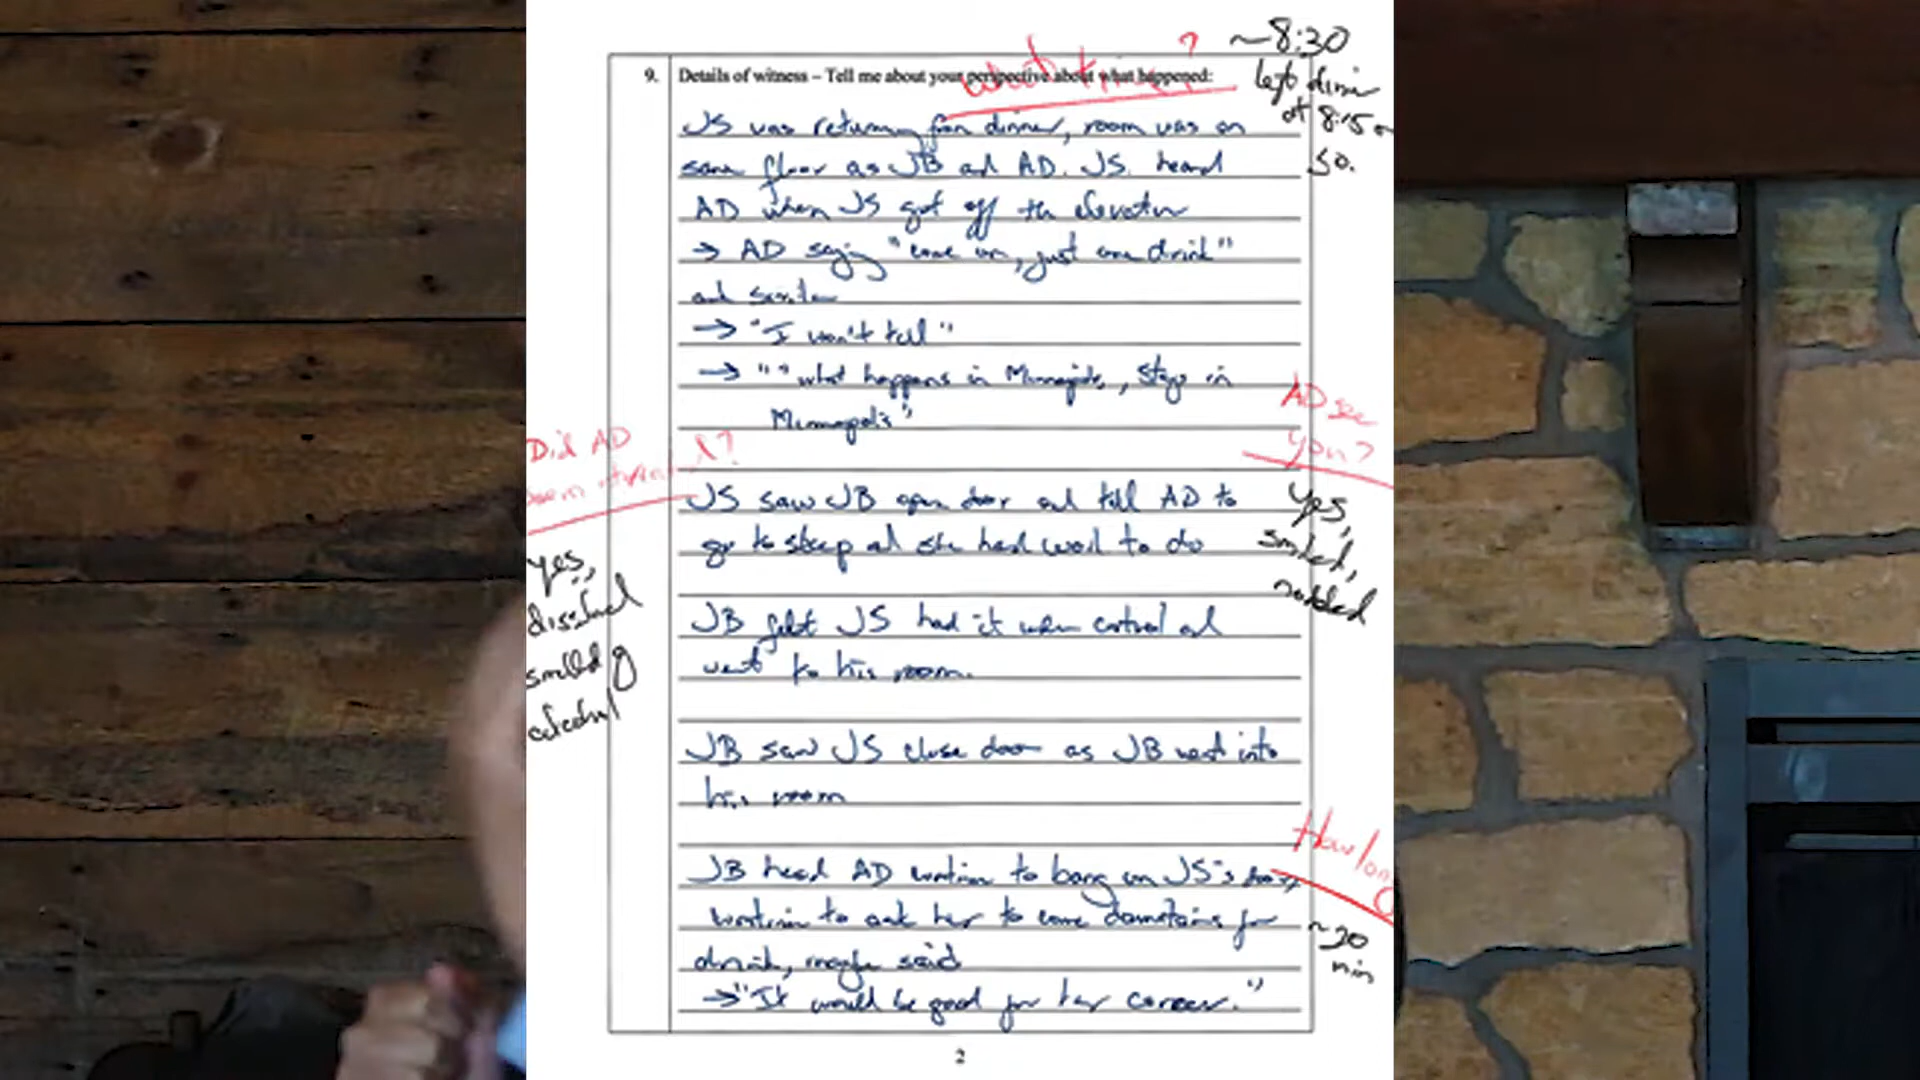 9. Details of witness – Tell me about your perspective about what happened:
what time?
~8:30
left dinner
at 8:15 or
so.
JS was returning from dinner, room was on
same floor as JB and AD. JS heard
AD when JS got off the elevator
→ AD saying "come on, just one drink"
and similar
→ "I won't tell"
→ "" what happens in Minneapolis, stays in
Minneapolis"
Did AD
seem
AD see
you?
yes,
smiled,
nodded
JS saw JB open door and tell AD to
go to sleep and she had work to do
yes,
smelled of
alcohol
JB felt JS had it under control and
went to his room.
JB saw JS close door as JB went into
his room
How long
~20
min
JB heard AD continue to bang on JS's door,
continue to ask her to come downstairs for
drink, maybe said
→ "It would be good for her career."
2